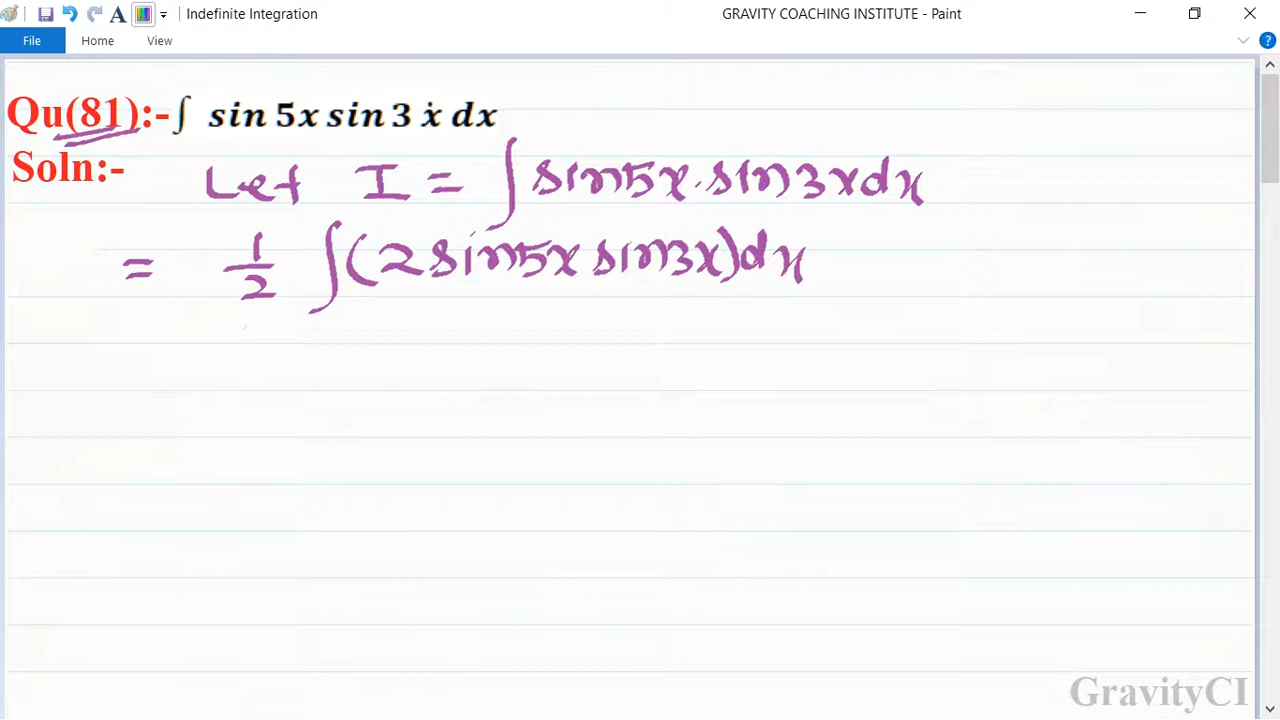 Indefinite Integration
GRAVITY COACHING INSTITUTE - Paint
File Home View
Qu(81):- ∫ sin 5x sin 3x dx
Soln:- Let I = ∫ sin5x.sin3xdx
= 1/2 ∫(2sin5x sin3x)dx
GravityCI